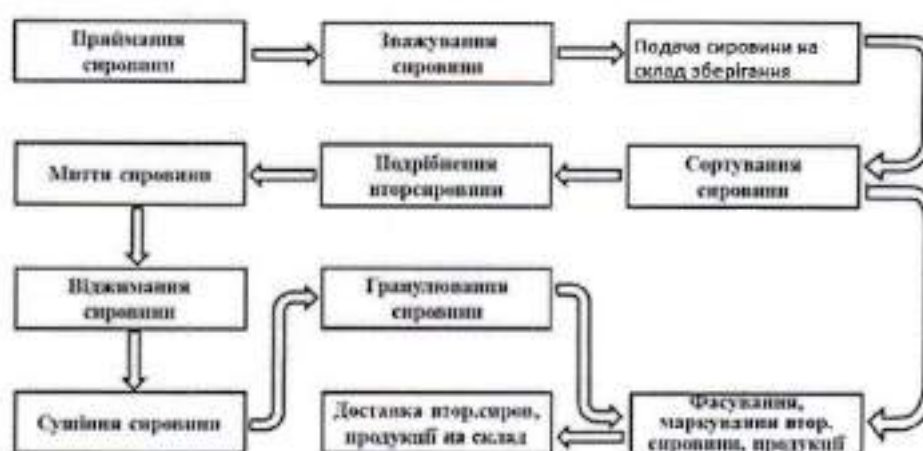 Приймання
сировини
Зважування
сировини
Подача сировини на
склад зберігання
Миття сировини
Подрібнення
вторсировини
Сортування
сировини
Віджимання
сировини
Гранулювання
сировини
Сушіння сировини
Доставка втор.сиров,
продукції на склад
Фасування,
маркування втор.
сировини, продукції